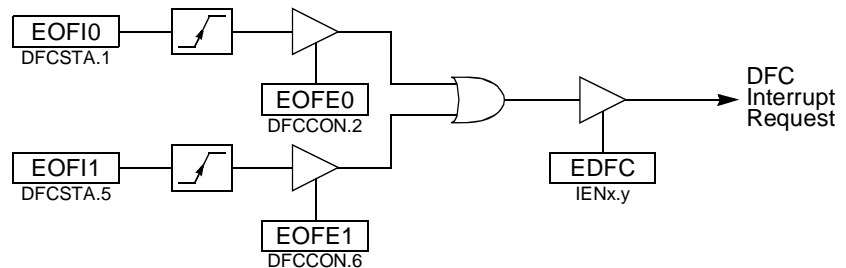 EOFI0
DFCSTA.1
EOFE0
DFCCON.2
DFC
Interrupt
Request
EOFI1
DFCSTA.5
EDFC
IENx.y
EOFE1
DFCCON.6